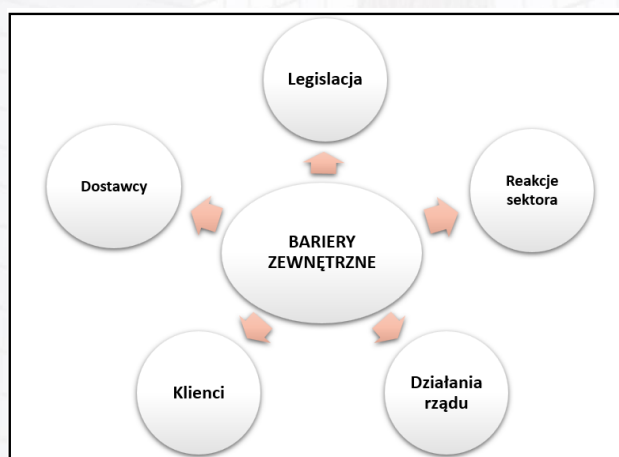 Legislacja
Dostawcy
Reakcje
sektora
BARIERY
ZEWNĘTRZNE
Klienci
Działania
rządu